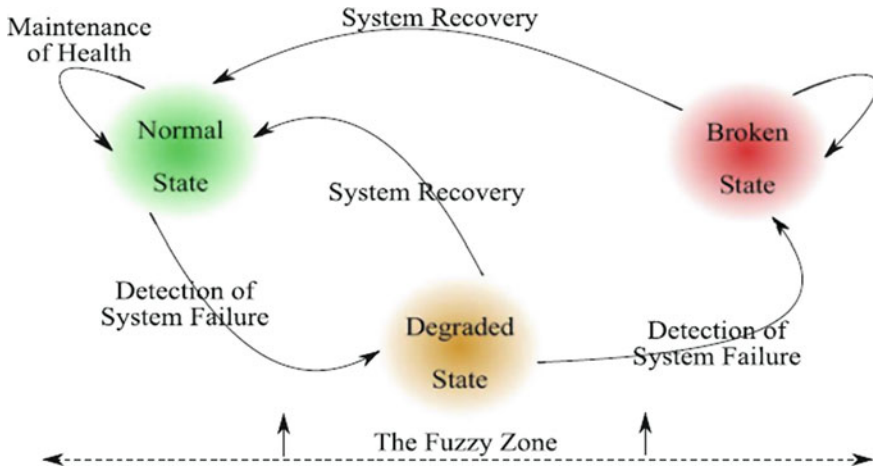 System Recovery
Maintenance
of Health
Normal
State
Broken
State
System Recovery
Detection of
System Failure
Degraded
State
Detection of
System Failure
The Fuzzy Zone